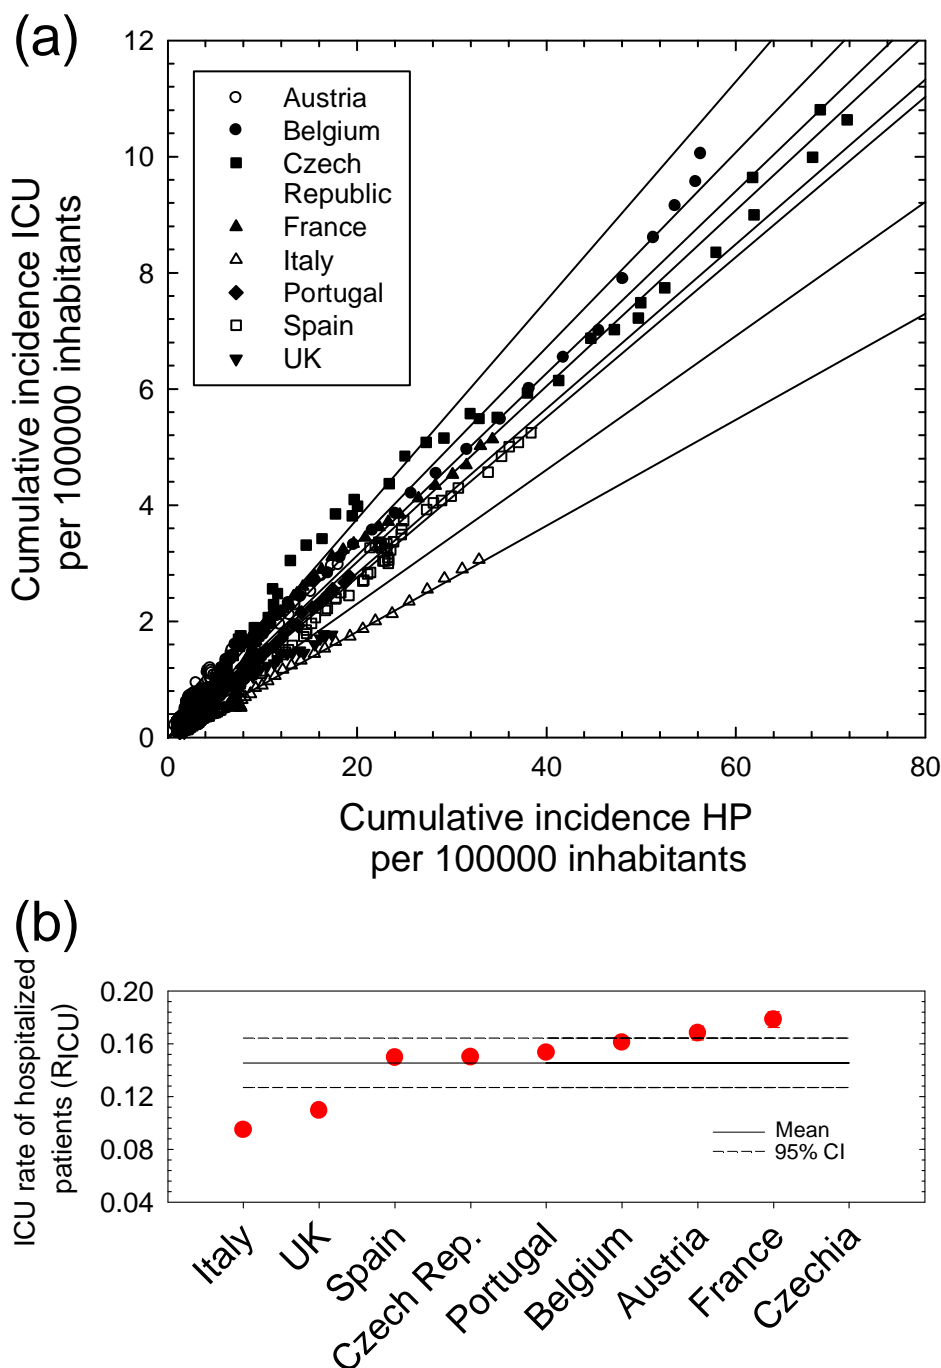 (a)
Cumulative incidence ICU
per 100000 inhabitants
12
10
8
6
4
2
0
Austria
Belgium
Czech
Republic
France
Italy
Portugal
Spain
UK
0 20 40 60 80
Cumulative incidence HP
per 100000 inhabitants
(b)
ICU rate of hospitalized
patients (RICU)
0.20
0.16
0.12
0.08
0.04
Mean
95% CI
Italy
UK
Spain
Czech Rep.
Portugal
Belgium
Austria
France
Czechia